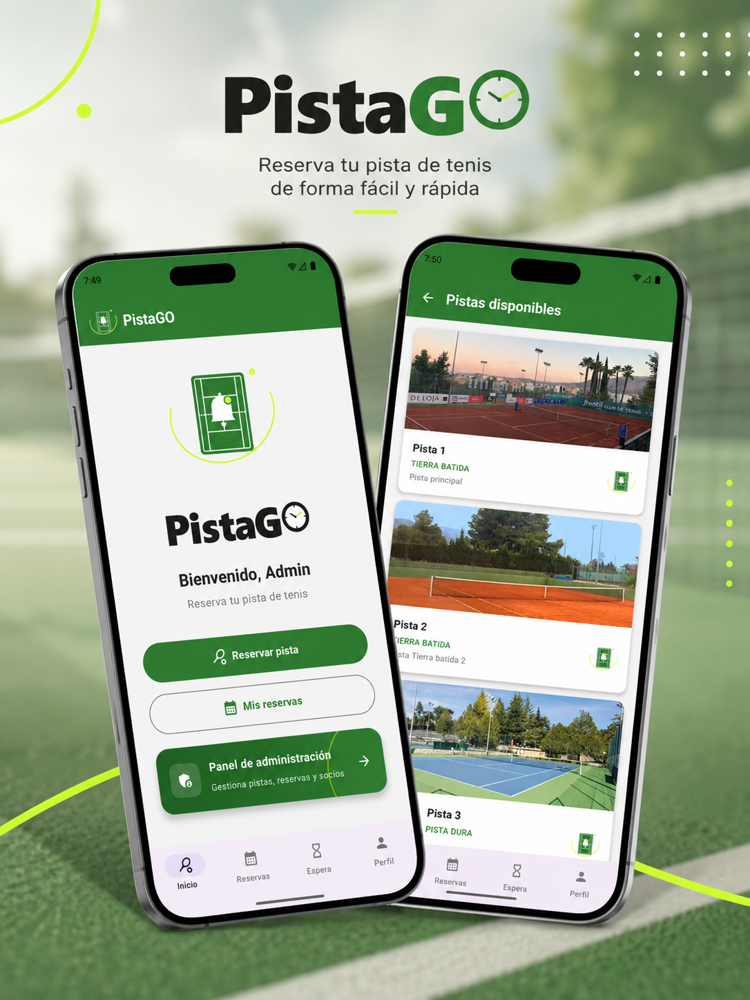 PistaGO
Reserva tu pista de tenis
de forma fácil y rápida
7:49
PistaGO
PistaGO
Bienvenido, Admin
Reserva tu pista de tenis
Reservar pista
Mis reservas
Panel de administración
Gestiona pistas, reservas y socios
Inicio
Reservas
Espera
Perfil
7:50
Pistas disponibles
DE LOJA
frontil CLUB DE TENIS
Pista 1
TIERRA BATIDA
Pista principal
Pista 2
TIERRA BATIDA
sta Tierra batida 2
Pista 3
PISTA DURA
Reservas
Espera
Perfil